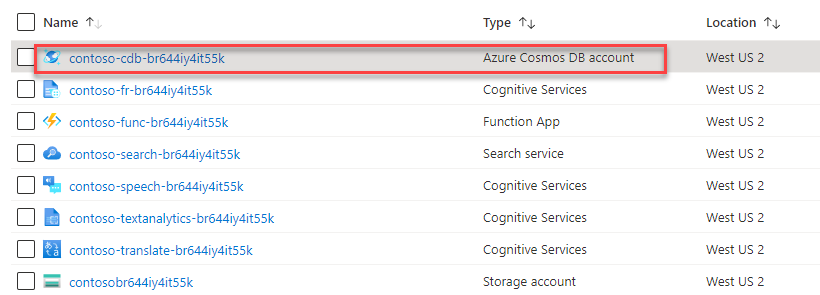 Name Type Location
contoso-cdb-br644iy4it55k Azure Cosmos DB account West US 2
contoso-fr-br644iy4it55k Cognitive Services West US 2
contoso-func-br644iy4it55k Function App West US 2
contoso-search-br644iy4it55k Search service West US 2
contoso-speech-br644iy4it55k Cognitive Services West US 2
contoso-textanalytics-br644iy4it55k Cognitive Services West US 2
contoso-translate-br644iy4it55k Cognitive Services West US 2
contosobr644iy4it55k Storage account West US 2